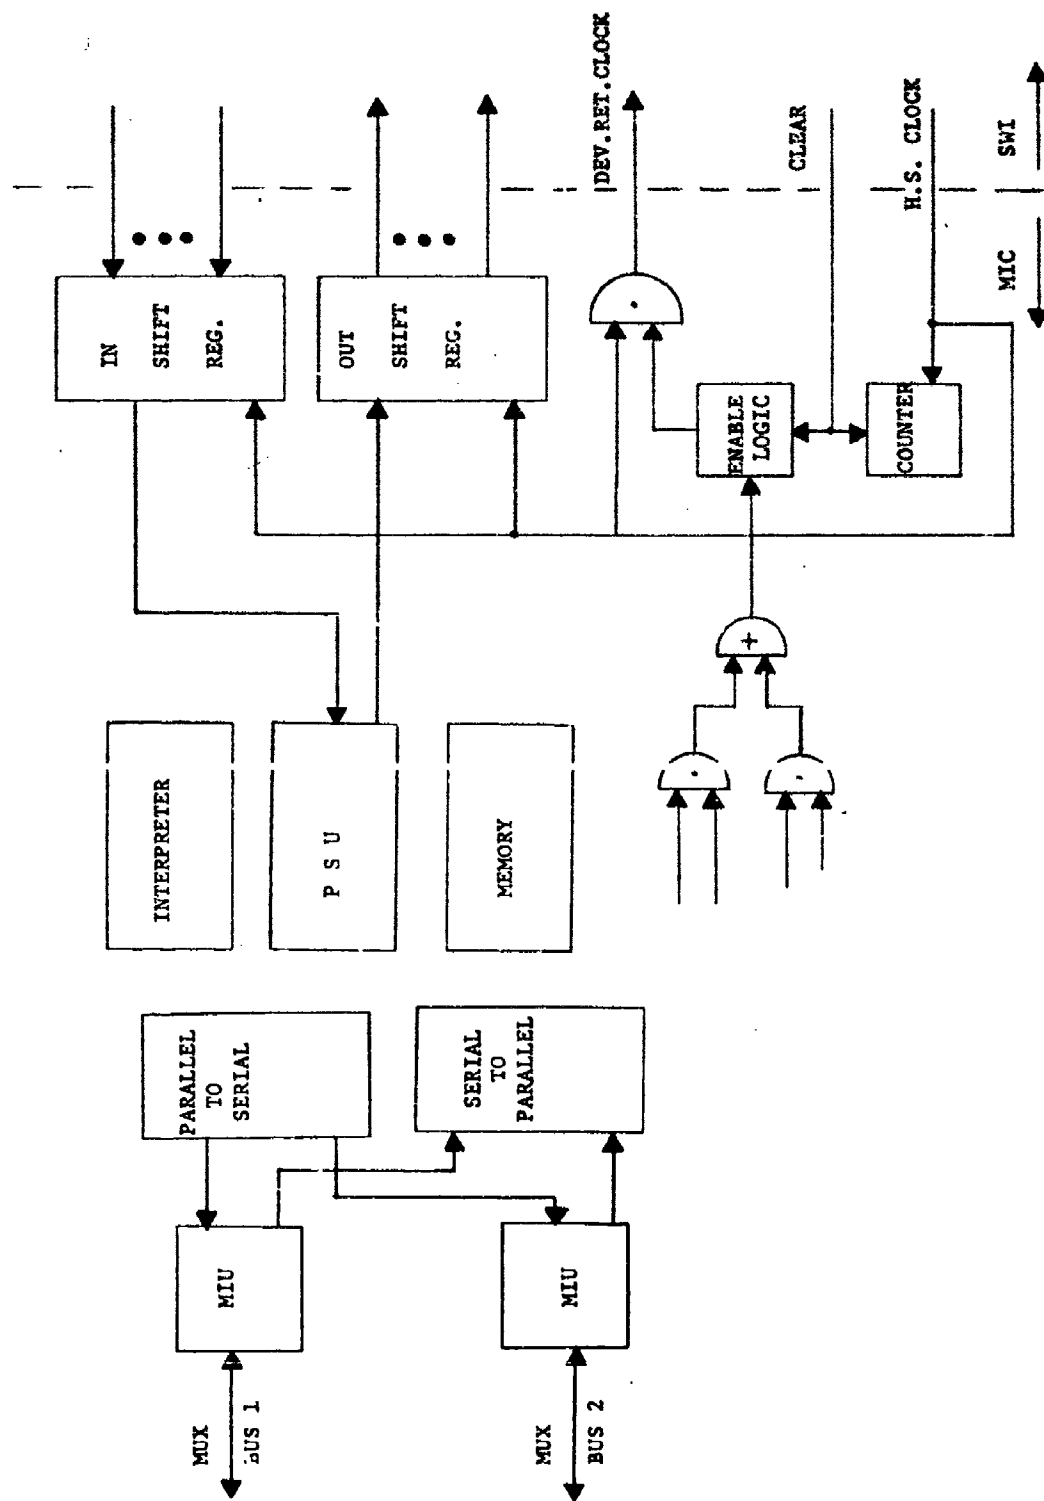 MUX
BUS 1
MIU
PARALLEL
TO
SERIAL
INTERPRETER
IN
SHIFT
REG.
P S U
OUT
SHIFT
REG.
MUX
BUS 2
MIU
SERIAL
TO
PARALLEL
MEMORY
DEV.RET.CLOCK
+
ENABLE
LOGIC
CLEAR
COUNTER
H.S. CLOCK
MIC
SWI